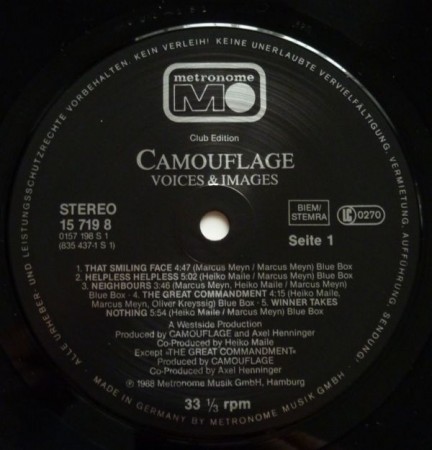 ALLE URHEBER- UND LEISTUNGSSCHUTZRECHTE VORBEHALTEN. KEIN VERLEIH! KEINE UNERLAUBTE VERVIELFÄLTIGUNG, VERMIETUNG, AUFFÜHRUNG, SENDUNG!
metronome
M
Club Edition
CAMOUFLAGE
VOICES & IMAGES
STEREO
15 719 8
0157 198 S 1
(835 437-1 S 1)
BIEM/
STEMRA
LC 0270
Seite 1
1. THAT SMILING FACE 4:47 (Marcus Meyn / Marcus Meyn) Blue Box
2. HELPLESS HELPLESS 5:02 (Heiko Maile / Marcus Meyn) Blue Box
3. NEIGHBOURS 3:46 (Marcus Meyn, Heiko Maile / Marcus Meyn)
Blue Box · 4. THE GREAT COMMANDMENT 4:15 (Heiko Maile,
Marcus Meyn, Oliver Kreyssig) Blue Box · 5. WINNER TAKES
NOTHING 5:54 (Heiko Maile / Marcus Meyn) Blue Box
A Westside Production
Produced by CAMOUFLAGE and Axel Henninger
Co-Produced by Heiko Maile
Except »THE GREAT COMMANDMENT«
Produced by CAMOUFLAGE
Co-Produced by Axel Henninger
℗ 1988 Metronome Musik GmbH, Hamburg
33 1/3 rpm
MADE IN GERMANY BY METRONOME MUSIK GMBH